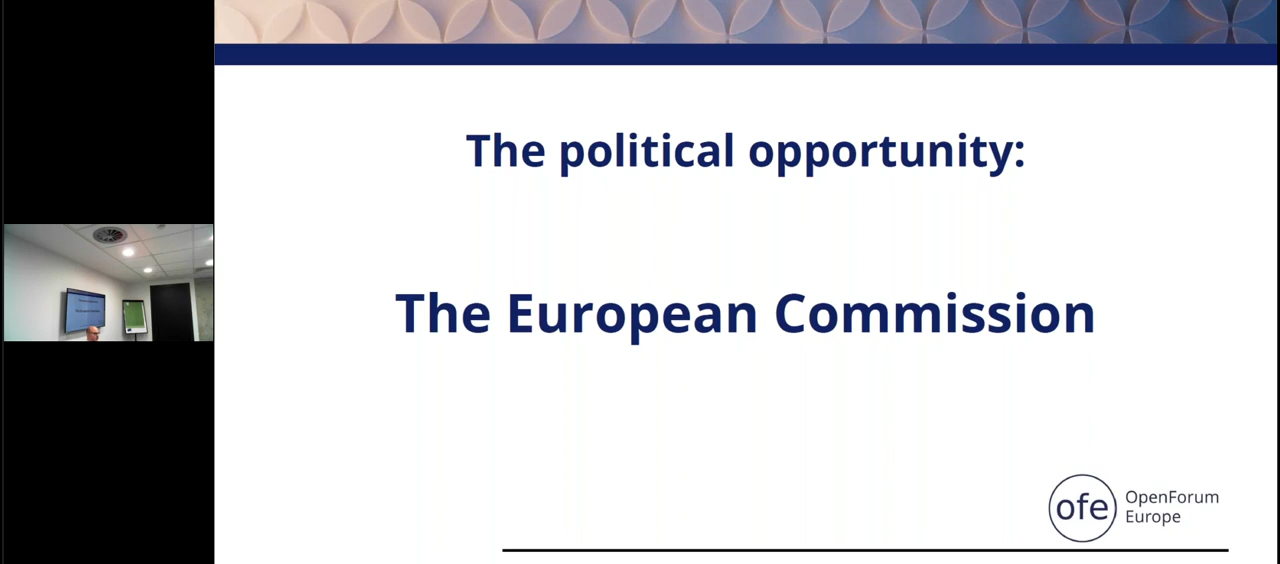 The political opportunity:
The European Commission
ofe
OpenForum
Europe